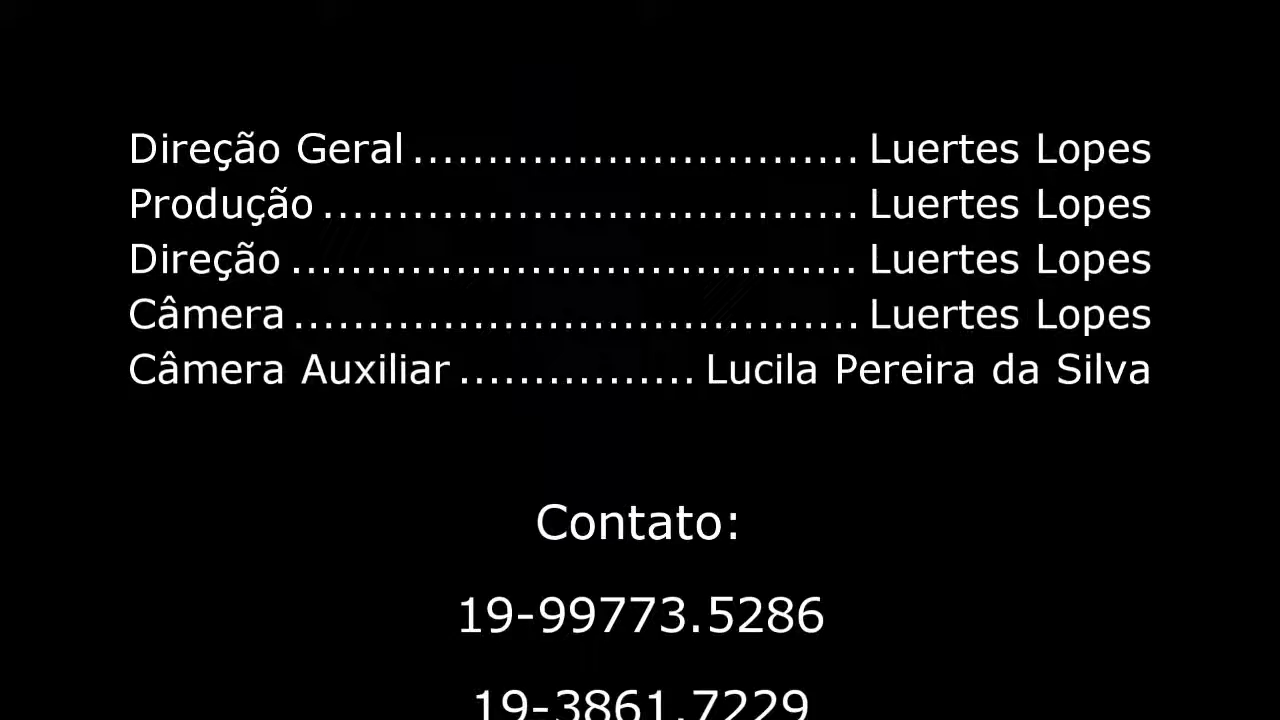 Direção Geral .............................. Luertes Lopes
Produção .................................... Luertes Lopes
Direção ...................................... Luertes Lopes
Câmera ...................................... Luertes Lopes
Câmera Auxiliar ................ Lucila Pereira da Silva
Contato:
19-99773.5286
19-3861.7229